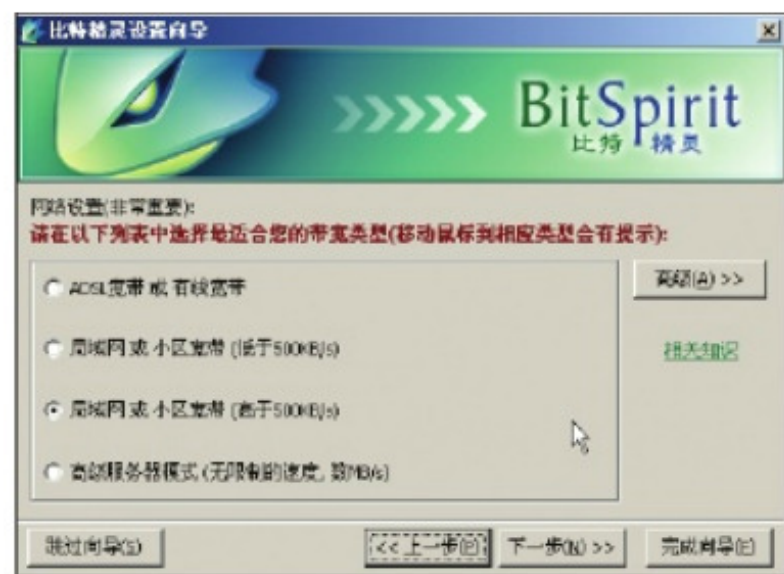 比特精灵设置向导
BitSpirit
比特精灵
网络设置(非常重要):
请在以下列表中选择最适合您的带宽类型(移动鼠标到相应类型会有提示):
ADSL宽带 或 有线宽带
高级(A) >>
局域网 或 小区宽带 (低于500KB/s)
相关知识
局域网 或 小区宽带 (高于500KB/s)
高级服务器模式 (无限制的速度, 数MB/s)
跳过向导(S)
<< 上一步(P)
下一步(N) >>
完成向导(F)